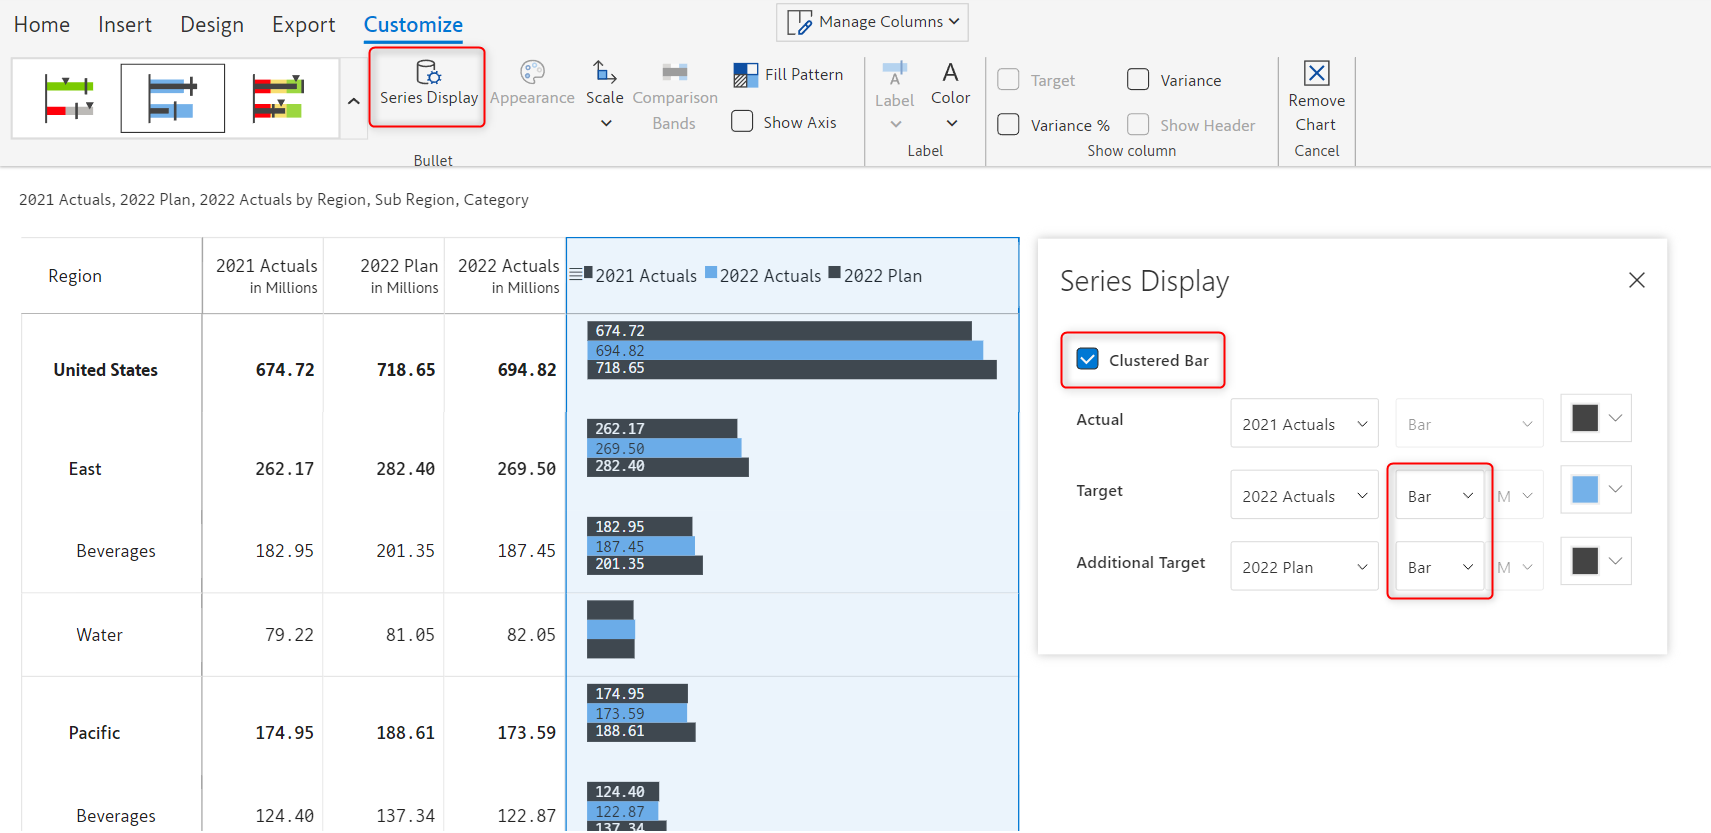 Home Insert Design Export Customize
Manage Columns
Series Display Appearance Scale Comparison Bands Fill Pattern
Show Axis
Bullet
Label Color
Label
Target Variance
Variance % Show Header
Show column
Remove Chart
Cancel
2021 Actuals, 2022 Plan, 2022 Actuals by Region, Sub Region, Category
Region 2021 Actuals in Millions 2022 Plan in Millions 2022 Actuals in Millions 2021 Actuals 2022 Actuals 2022 Plan
United States 674.72 718.65 694.82
674.72
694.82
718.65
East 262.17 282.40 269.50
262.17
269.50
282.40
Beverages 182.95 201.35 187.45
182.95
187.45
201.35
Water 79.22 81.05 82.05
Pacific 174.95 188.61 173.59
174.95
173.59
188.61
Beverages 124.40 137.34 122.87
124.40
122.87
137.34
Series Display
Clustered Bar
Actual 2021 Actuals Bar
Target 2022 Actuals Bar M
Additional Target 2022 Plan Bar M